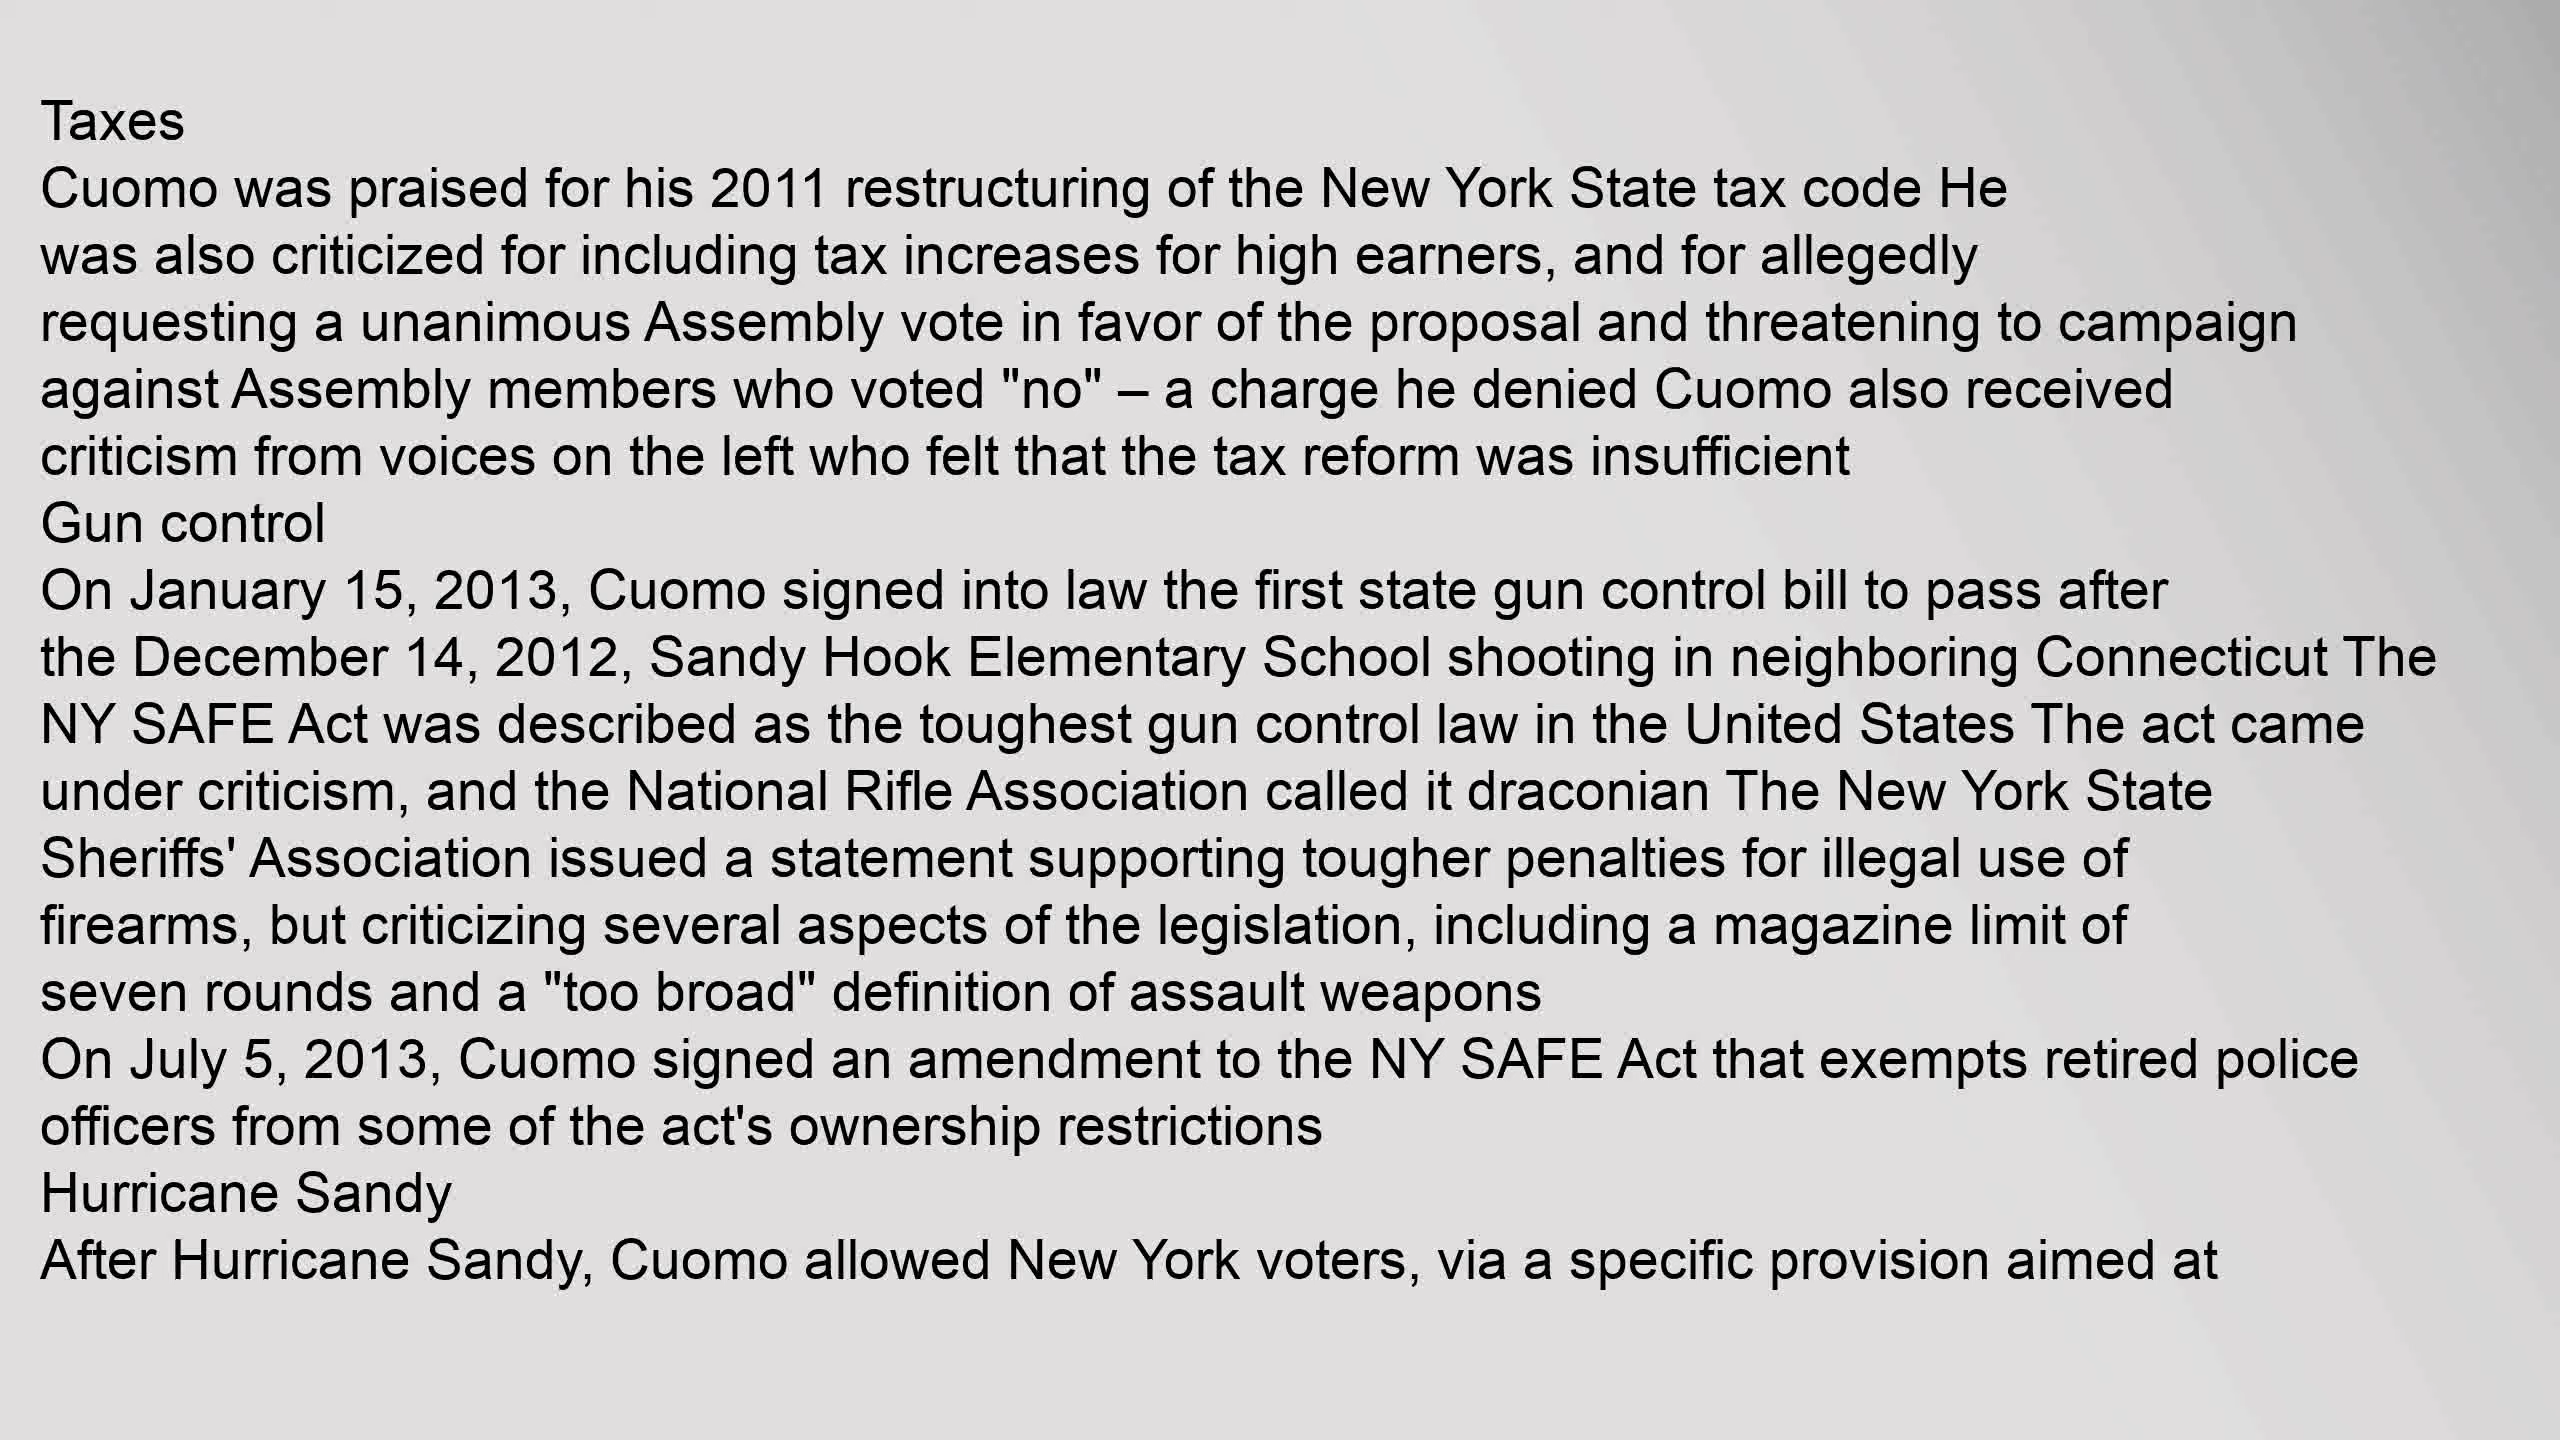 Taxes
Cuomo was praised for his 2011 restructuring of the New York State tax code He
was also criticized for including tax increases for high earners, and for allegedly
requesting a unanimous Assembly vote in favor of the proposal and threatening to campaign
against Assembly members who voted "no" – a charge he denied Cuomo also received
criticism from voices on the left who felt that the tax reform was insufficient
Gun control
On January 15, 2013, Cuomo signed into law the first state gun control bill to pass after
the December 14, 2012, Sandy Hook Elementary School shooting in neighboring Connecticut The
NY SAFE Act was described as the toughest gun control law in the United States The act came
under criticism, and the National Rifle Association called it draconian The New York State
Sheriffs' Association issued a statement supporting tougher penalties for illegal use of
firearms, but criticizing several aspects of the legislation, including a magazine limit of
seven rounds and a "too broad" definition of assault weapons
On July 5, 2013, Cuomo signed an amendment to the NY SAFE Act that exempts retired police
officers from some of the act's ownership restrictions
Hurricane Sandy
After Hurricane Sandy, Cuomo allowed New York voters, via a specific provision aimed at